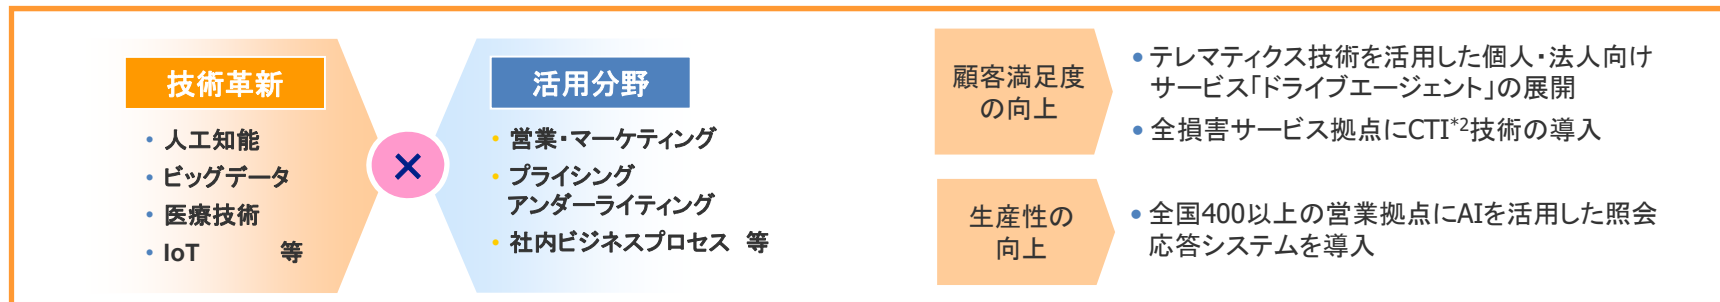 技術革新
• 人工知能
• ビッグデータ
• 医療技術
• IoT 等
×
活用分野
• 営業・マーケティング
• プライシング
アンダーライティング
• 社内ビジネスプロセス 等
顧客満足度
の向上
• テレマティクス技術を活用した個人・法人向け
サービス「ドライブエージェント」の展開
• 全損害サービス拠点にCTI*2技術の導入
生産性の
向上
• 全国400以上の営業拠点にAIを活用した照会
応答システムを導入